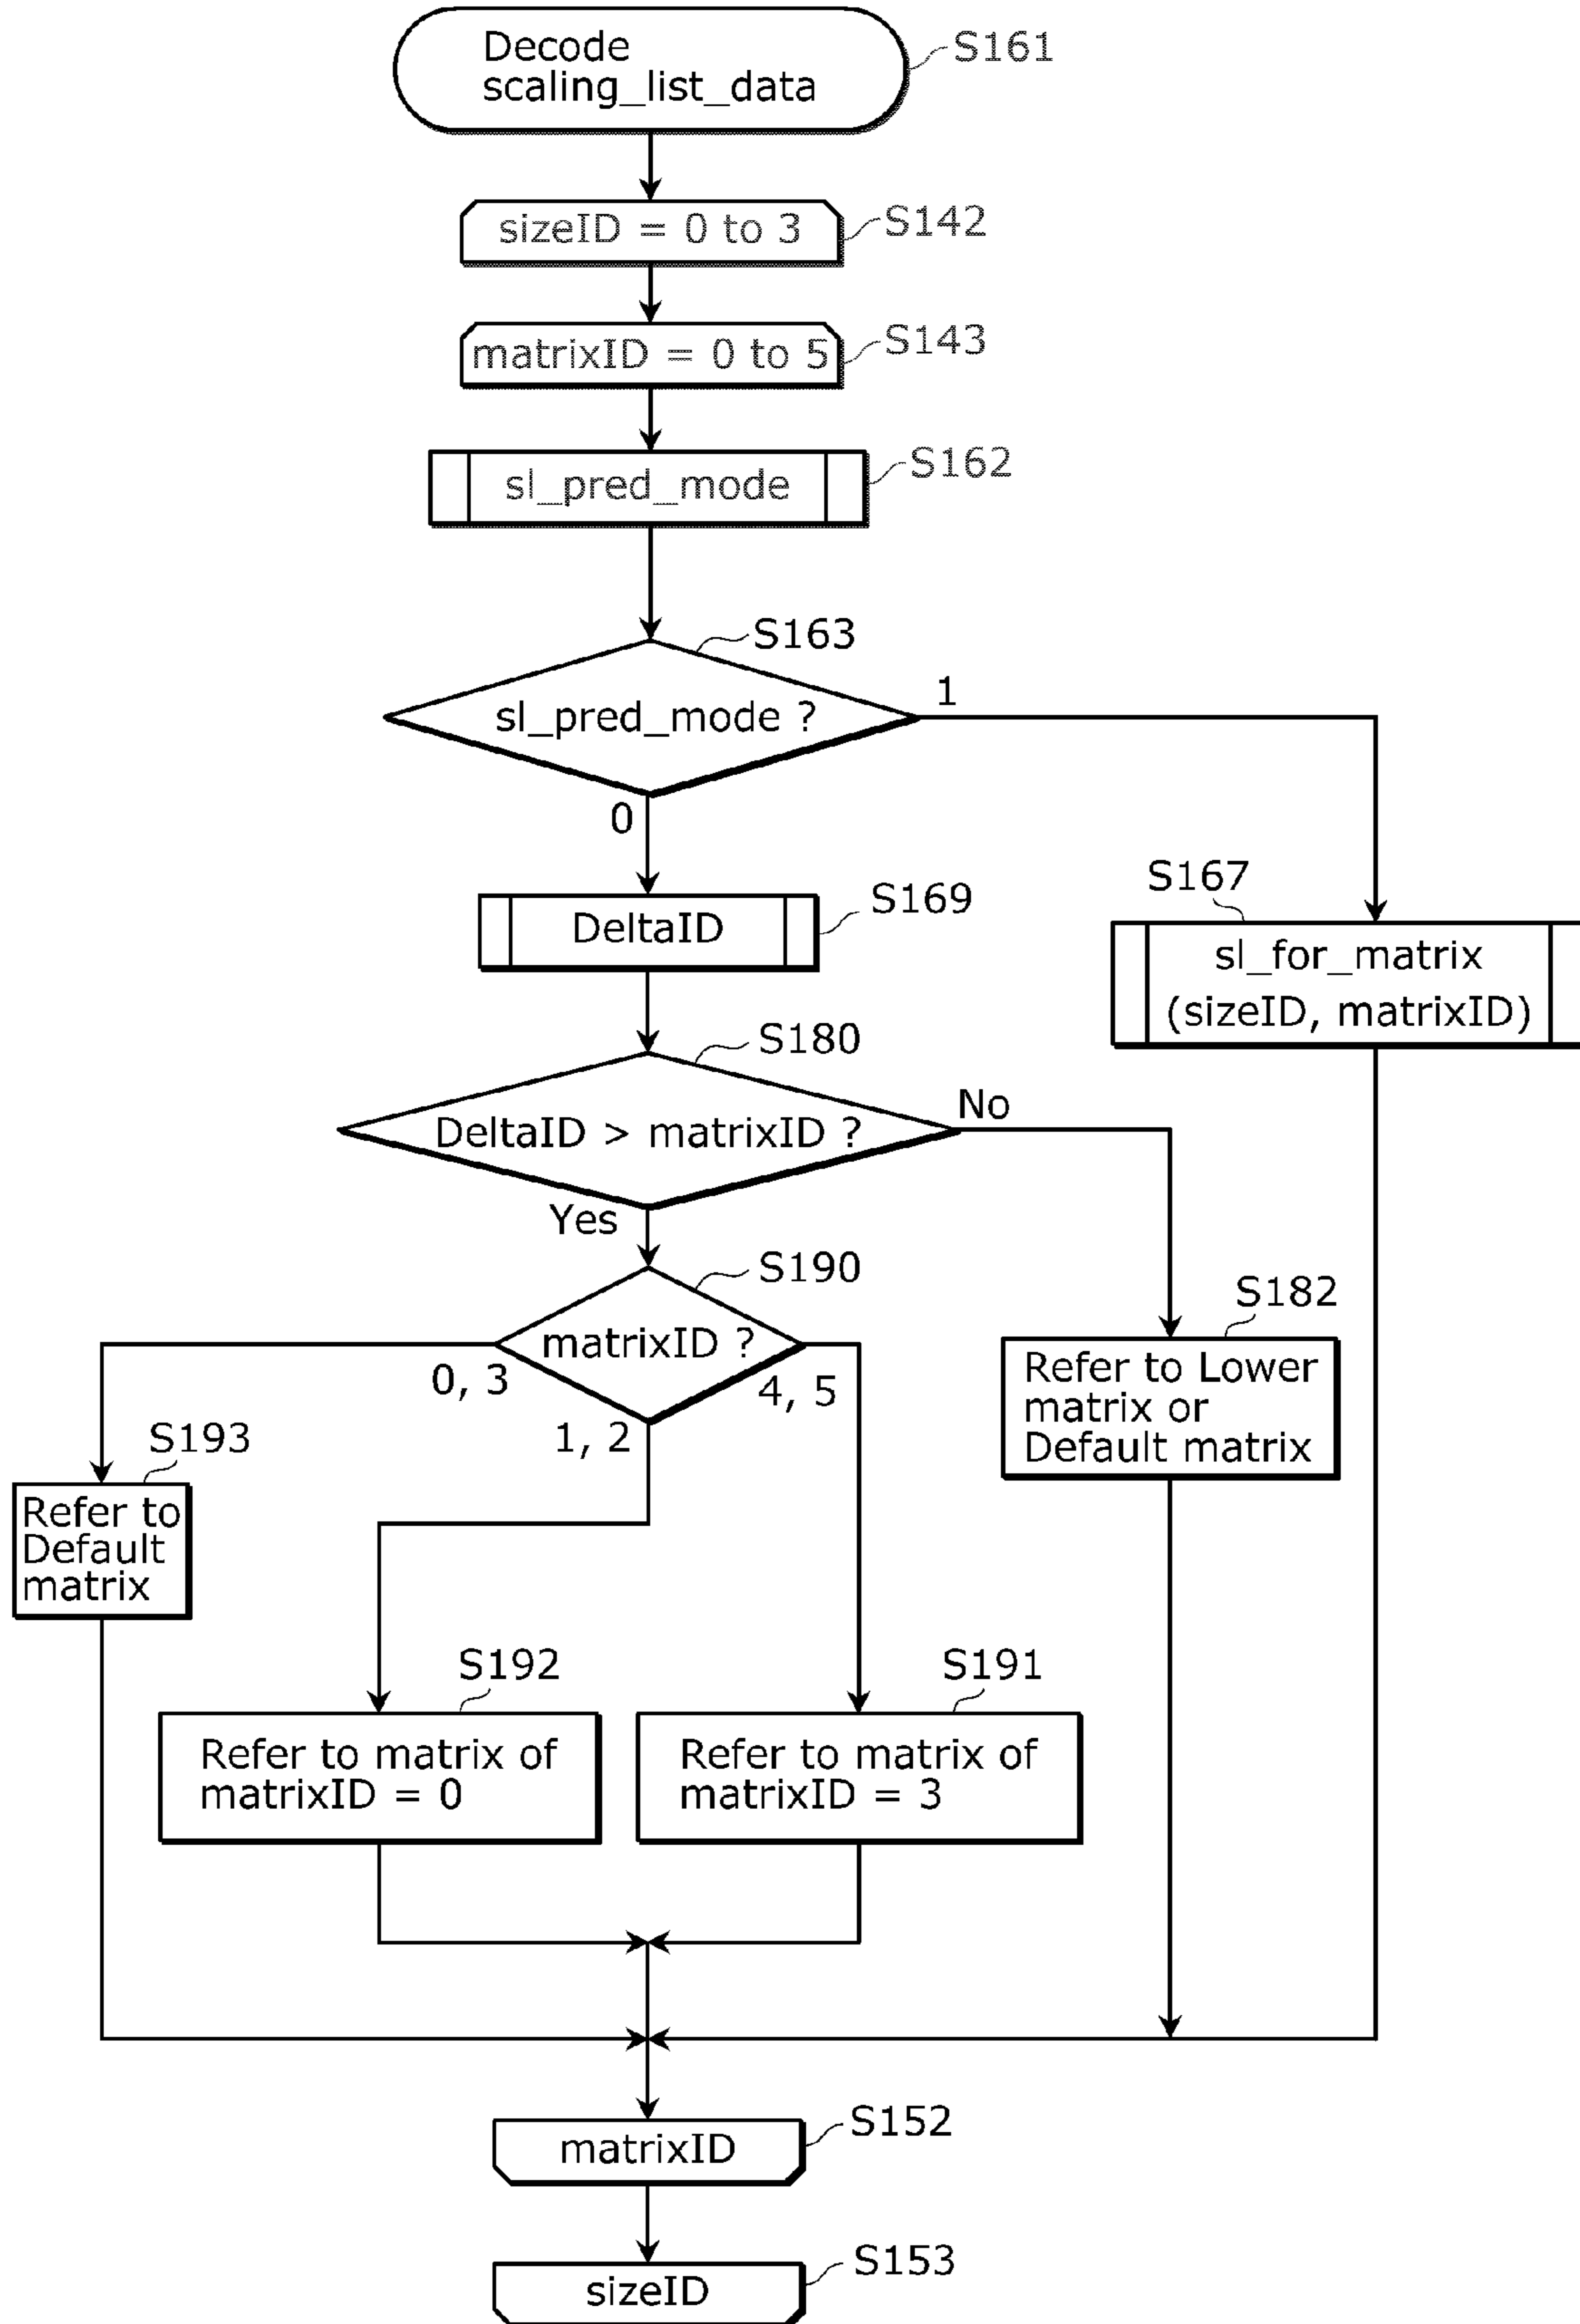 Decode
scaling_list_data
S161
sizeID = 0 to 3
S142
matrixID = 0 to 5
S143
sl_pred_mode
S162
S163
sl_pred_mode ?
1
0
DeltaID
S169
S167
sl_for_matrix
(sizeID, matrixID)
S180
DeltaID > matrixID ?
No
Yes
S190
matrixID ?
0, 3
1, 2
4, 5
S182
Refer to Lower
matrix or
Default matrix
S193
Refer to
Default
matrix
S192
Refer to matrix of
matrixID = 0
S191
Refer to matrix of
matrixID = 3
matrixID
S152
sizeID
S153